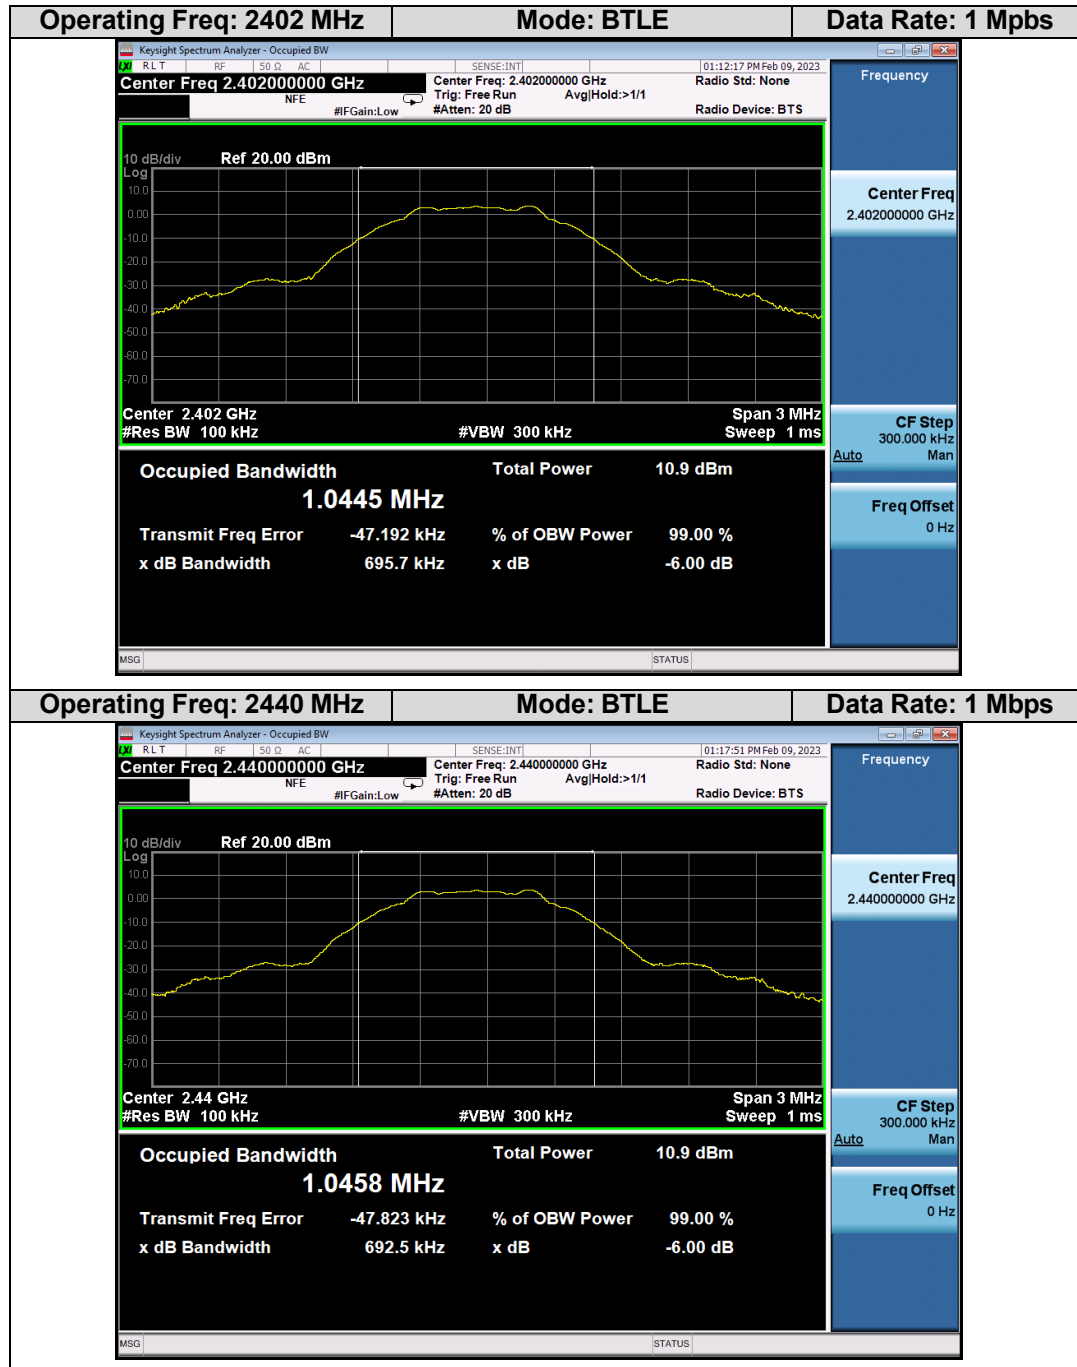 Operating Freq: 2402 MHz Mode: BTLE Data Rate: 1 Mpbs
Keysight Spectrum Analyzer - Occupied BW
LXI RLT RF 50 Ω AC SENSE:INT 01:12:17 PM Feb 09, 2023
Center Freq 2.402000000 GHz Center Freq: 2.402000000 GHz Radio Std: None Frequency
NFE Trig: Free Run Avg|Hold:>1/1
#IFGain:Low #Atten: 20 dB Radio Device: BTS
10 dB/div Ref 20.00 dBm
Log
10.0
0.00
-10.0
-20.0
-30.0
-40.0
-50.0
-60.0
-70.0
Center 2.402 GHz Span 3 MHz
#Res BW 100 kHz #VBW 300 kHz Sweep 1 ms
Center Freq
2.402000000 GHz
CF Step
300.000 kHz
Auto Man
Freq Offset
0 Hz
Occupied Bandwidth Total Power 10.9 dBm
1.0445 MHz
Transmit Freq Error -47.192 kHz % of OBW Power 99.00 %
x dB Bandwidth 695.7 kHz x dB -6.00 dB
MSG STATUS
Operating Freq: 2440 MHz Mode: BTLE Data Rate: 1 Mbps
Keysight Spectrum Analyzer - Occupied BW
LXI RLT RF 50 Ω AC SENSE:INT 01:17:51 PM Feb 09, 2023
Center Freq 2.440000000 GHz Center Freq: 2.440000000 GHz Radio Std: None Frequency
NFE Trig: Free Run Avg|Hold:>1/1
#IFGain:Low #Atten: 20 dB Radio Device: BTS
10 dB/div Ref 20.00 dBm
Log
10.0
0.00
-10.0
-20.0
-30.0
-40.0
-50.0
-60.0
-70.0
Center 2.44 GHz Span 3 MHz
#Res BW 100 kHz #VBW 300 kHz Sweep 1 ms
Center Freq
2.440000000 GHz
CF Step
300.000 kHz
Auto Man
Freq Offset
0 Hz
Occupied Bandwidth Total Power 10.9 dBm
1.0458 MHz
Transmit Freq Error -47.823 kHz % of OBW Power 99.00 %
x dB Bandwidth 692.5 kHz x dB -6.00 dB
MSG STATUS